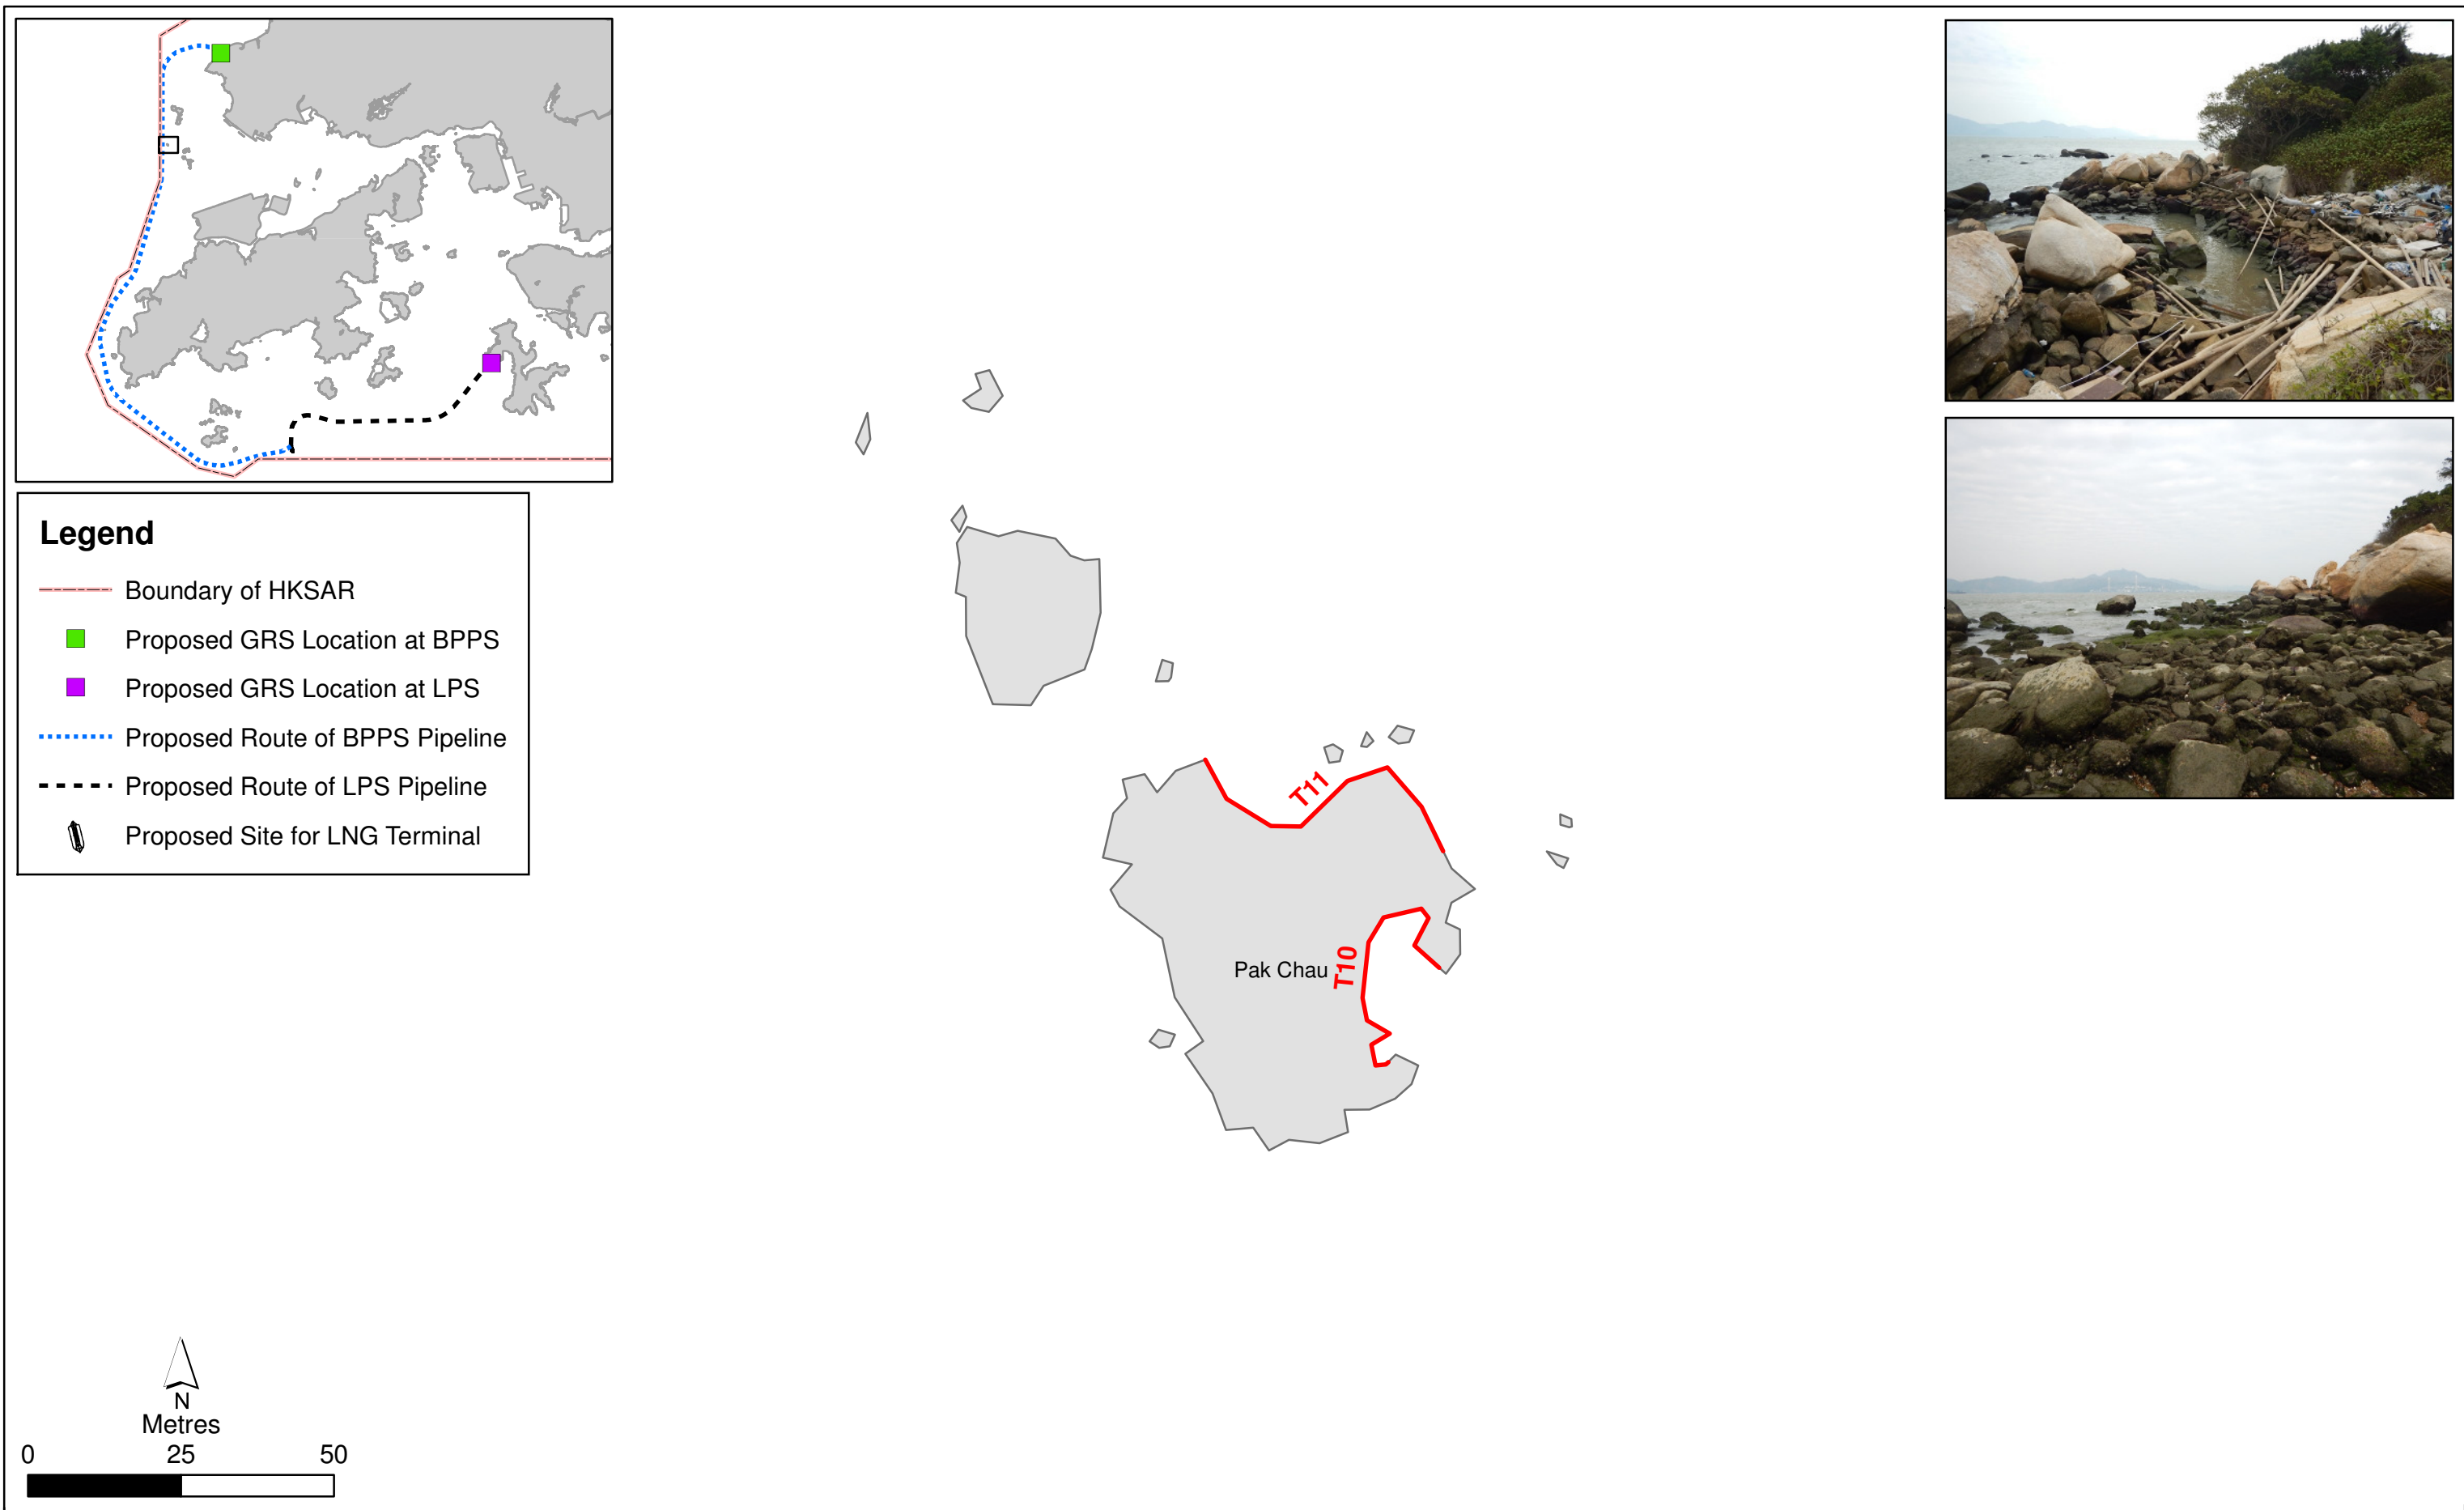 Legend
Boundary of HKSAR
Proposed GRS Location at BPPS
Proposed GRS Location at LPS
Proposed Route of BPPS Pipeline
Proposed Route of LPS Pipeline
Proposed Site for LNG Terminal
T11
Pak Chau
T10
N
Metres
0 25 50